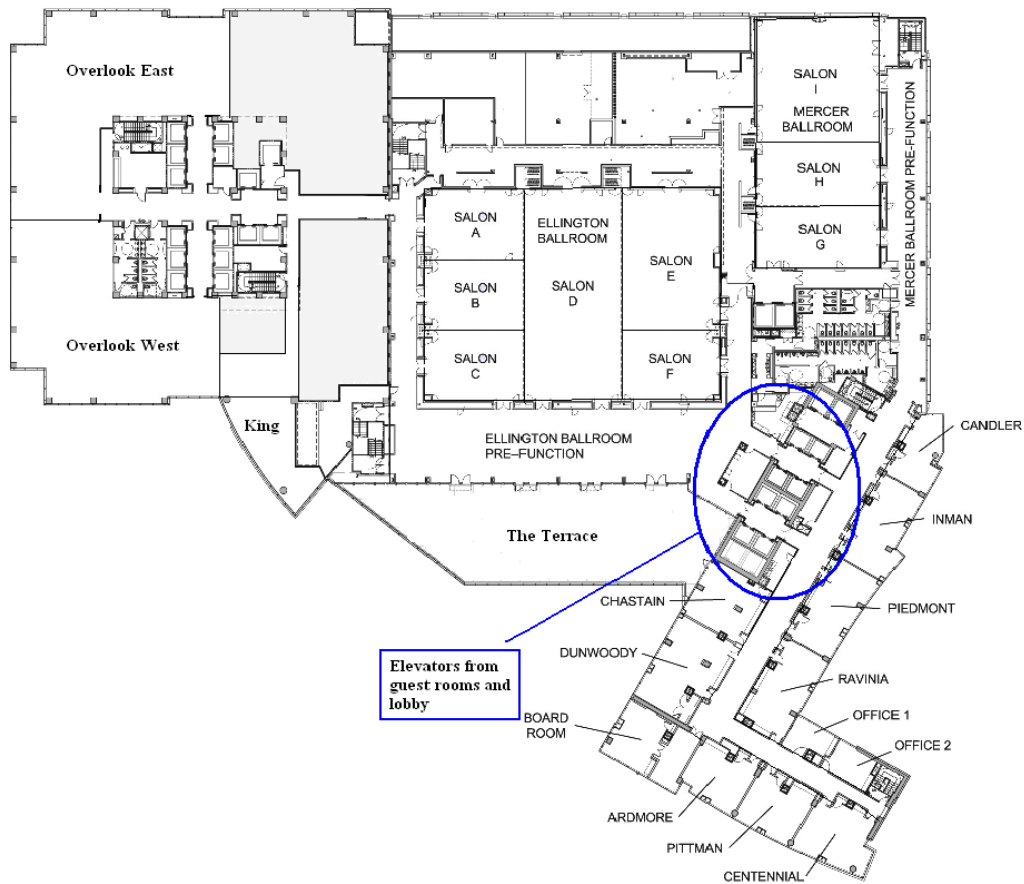 Overlook East
SALON
I
MERCER
BALLROOM
MERCER BALLROOM PRE-FUNCTION
SALON
H
SALON
A
ELLINGTON
BALLROOM
SALON
G
SALON
E
SALON
B
SALON
D
Overlook West
SALON
C
SALON
F
King
ELLINGTON BALLROOM
PRE-FUNCTION
CANDLER
INMAN
The Terrace
CHASTAIN
PIEDMONT
DUNWOODY
Elevators from
guest rooms and
lobby
RAVINIA
BOARD
ROOM
OFFICE 1
OFFICE 2
ARDMORE
PITTMAN
CENTENNIAL